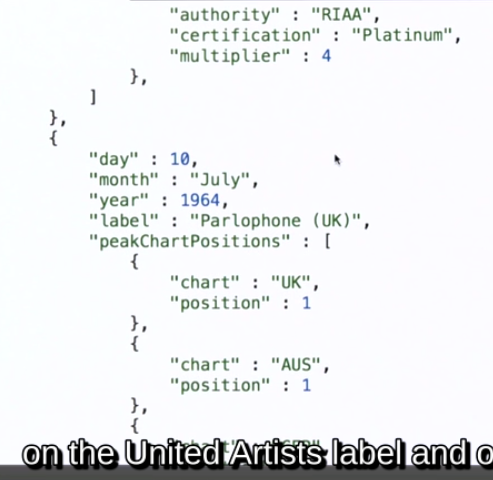 "authority" : "RIAA",
"certification" : "Platinum",
"multiplier" : 4
},
]
},
{
"day" : 10,
"month" : "July",
"year" : 1964,
"label" : "Parlophone (UK)",
"peakChartPositions" : [
{
"chart" : "UK",
"position" : 1
},
{
"chart" : "AUS",
"position" : 1
},
{
on the United Artists label and o